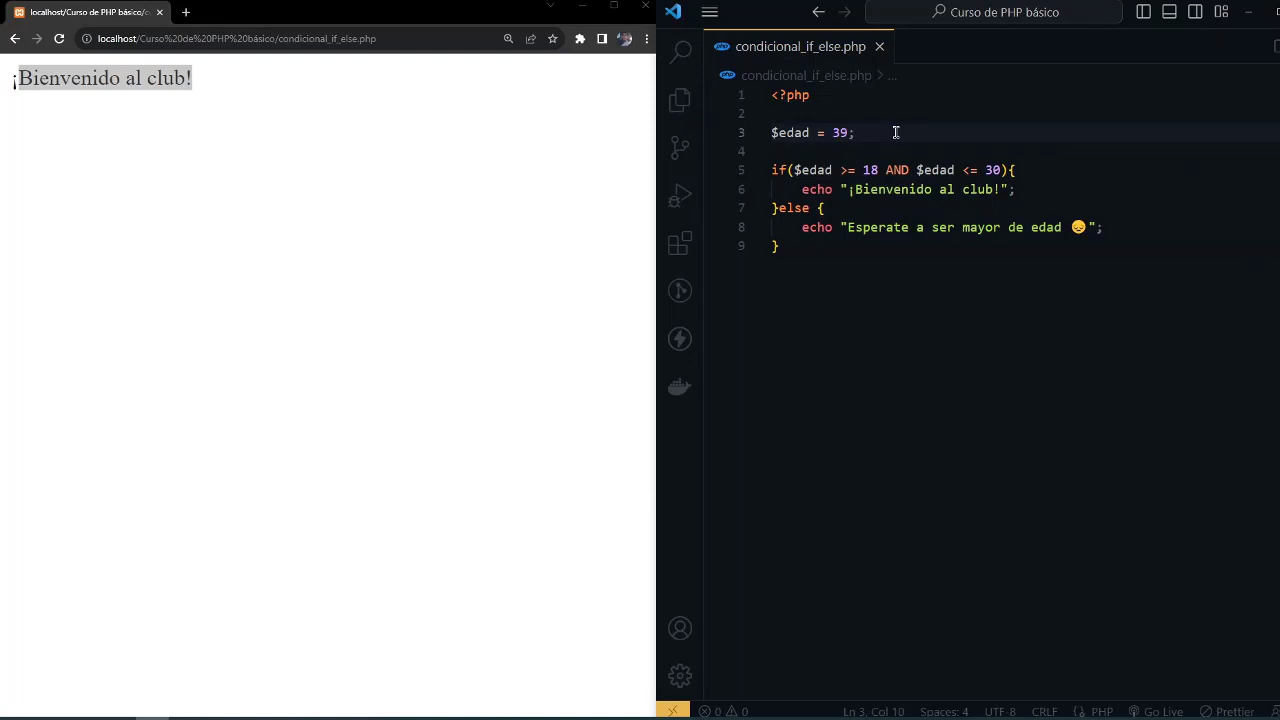 localhost/Curso de PHP básico/c
localhost/Curso%20de%20PHP%20básico/condicional_if_else.php
¡Bienvenido al club!
Curso de PHP básico
php condicional_if_else.php
php condicional_if_else.php > ...
1 <?php
2
3 $edad = 39;
4
5 if($edad >= 18 AND $edad <= 30){
6 echo "¡Bienvenido al club!";
7 }else {
8 echo "Esperate a ser mayor de edad 😔";
9 }
0 0 Ln 3, Col 10 Spaces: 4 UTF-8 CRLF {} PHP Go Live Prettier